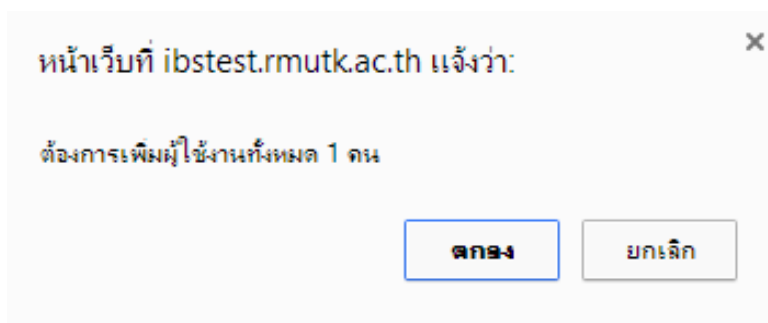 หน้าเว็บที่ ibstest.rmutk.ac.th แจ้งว่า:
ต้องการเพิ่มผู้ใช้งานทั้งหมด 1 คน
ตกลง
ยกเลิก